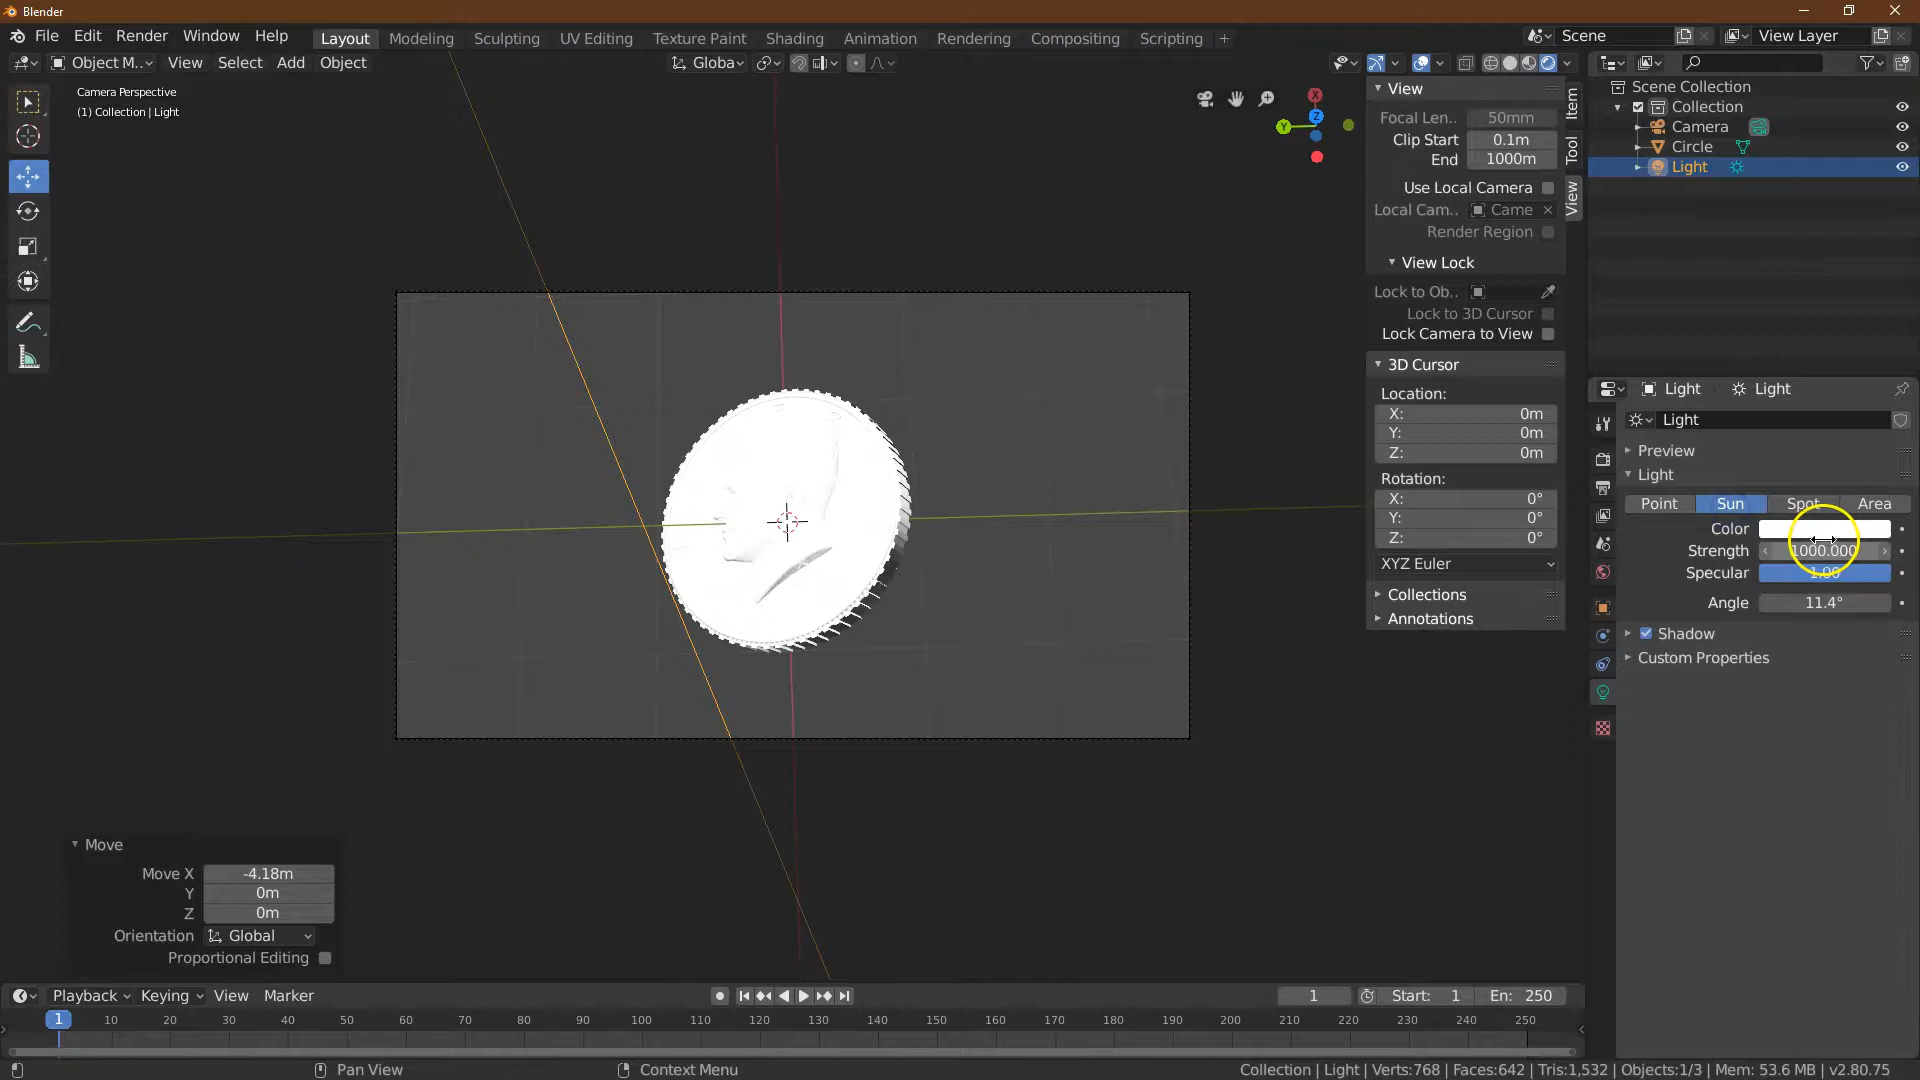 Blender
File Edit Render Window Help
Layout Modeling Sculpting UV Editing Texture Paint Shading Animation Rendering Compositing Scripting +
Scene
View Layer
Object M...
View Select Add Object
Global
Camera Perspective
(1) Collection | Light
X
Y
Z
View
Focal Len.. 50mm
Clip Start 0.1m
End 1000m
Use Local Camera
Local Cam.. Came
Render Region
View Lock
Lock to Ob..
Lock to 3D Cursor
Lock Camera to View
3D Cursor
Location:
X: 0m
Y: 0m
Z: 0m
Rotation:
X: 0°
Y: 0°
Z: 0°
XYZ Euler
Collections
Annotations
Item
Tool
View
Scene Collection
Collection
Camera
Circle
Light
Light Light
Light
Preview
Light
Point Sun Spot Area
Color
Strength 1000.000
Specular 1.00
Angle 11.4°
Shadow
Custom Properties
Move
Move X -4.18m
Y 0m
Z 0m
Orientation Global
Proportional Editing
Playback Keying View Marker
1
Start: 1
En: 250
1 10 20 30 40 50 60 70 80 90 100 110 120 130 140 150 160 170 180 190 200 210 220 230 240 250
Pan View
Context Menu
Collection | Light | Verts:768 | Faces:642 | Tris:1,532 | Objects:1/3 | Mem: 53.6 MB | v2.80.75